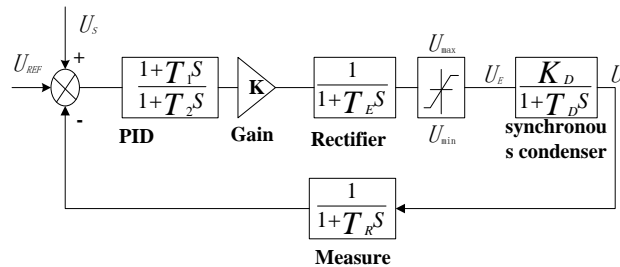 U_S
U_REF
+
-
1+T_1S
1+T_2S
PID
K
Gain
1
1+T_ES
Rectifier
U_max
U_min
U_E
K_D
1+T_DS
synchronou
s condenser
U
1
1+T_RS
Measure